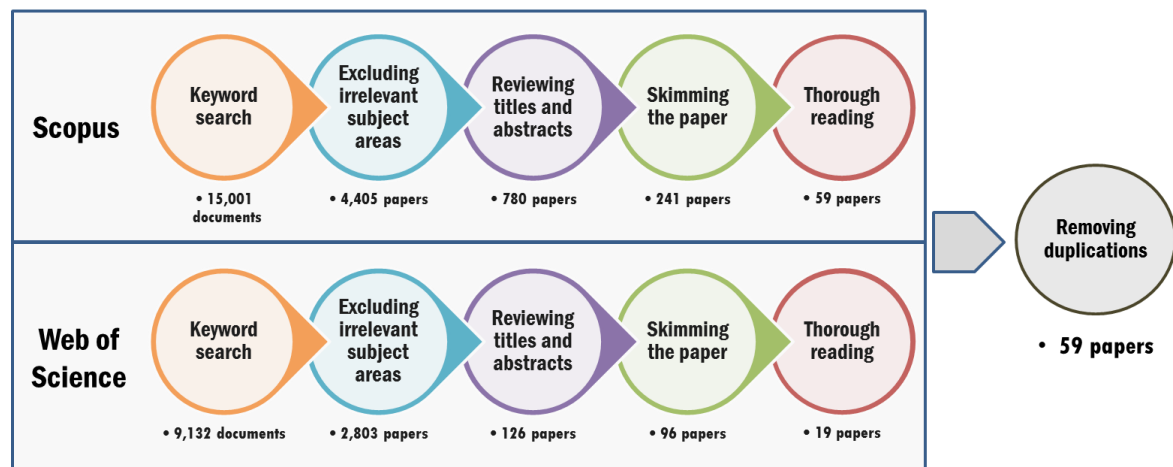 Scopus
Keyword
search
Excluding
irrelevant
subject
areas
Reviewing
titles and
abstracts
Skimming
the paper
Thorough
reading
• 15,001
documents
• 4,405 papers
• 780 papers
• 241 papers
• 59 papers
Web of
Science
Keyword
search
Excluding
irrelevant
subject
areas
Reviewing
titles and
abstracts
Skimming
the paper
Thorough
reading
• 9,132 documents
• 2,803 papers
• 126 papers
• 96 papers
• 19 papers
Removing
duplications
• 59 papers